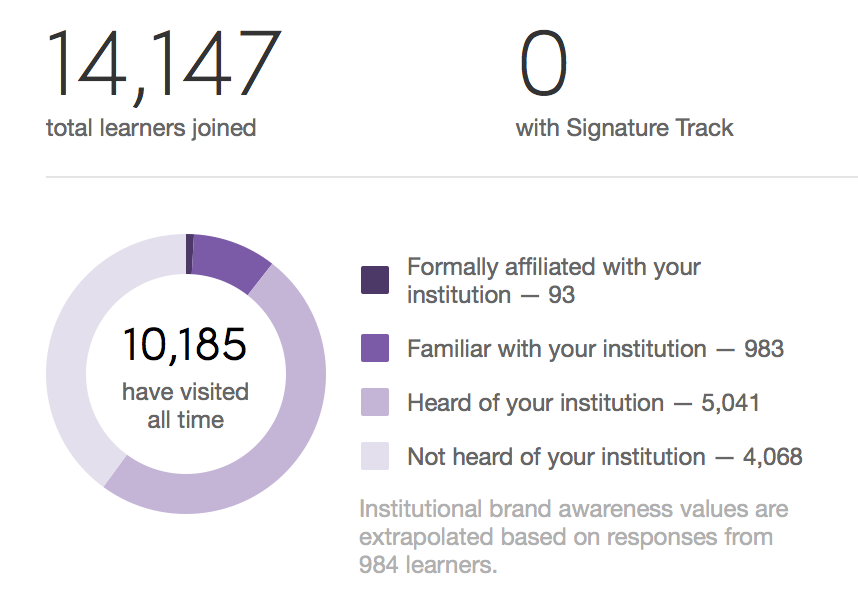 14,147
total learners joined
0
with Signature Track
10,185
have visited
all time
Formally affiliated with your
institution — 93
Familiar with your institution — 983
Heard of your institution — 5,041
Not heard of your institution — 4,068
Institutional brand awareness values are
extrapolated based on responses from
984 learners.